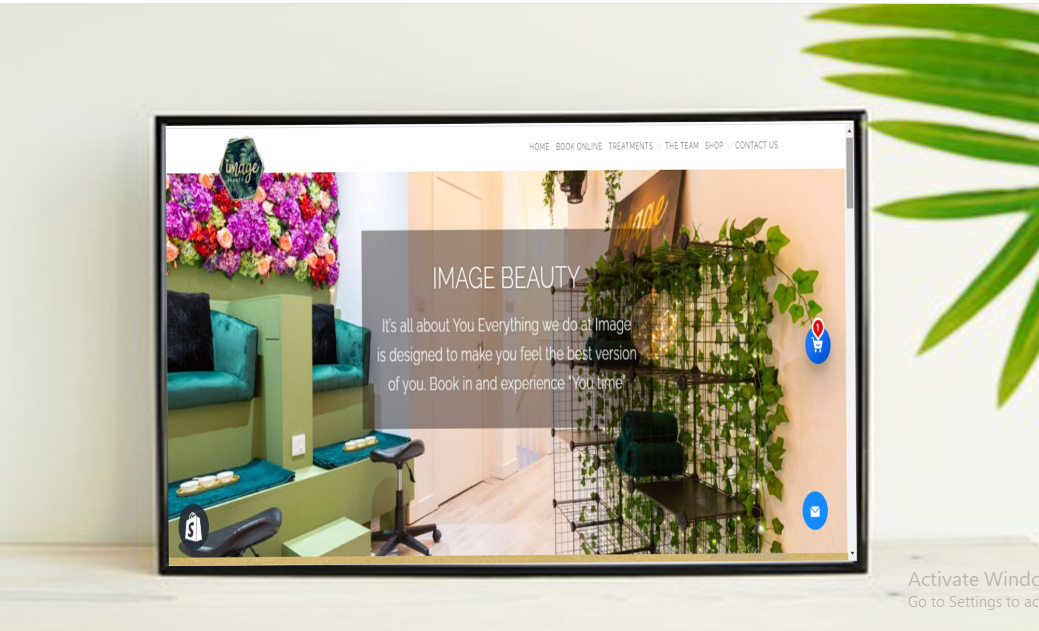 image
BEAUTY
HOME BOOK ONLINE TREATMENTS THE TEAM SHOP CONTACT US
image
IMAGE BEAUTY
It's all about You Everything we do at Image
is designed to make you feel the best version
of you. Book in and experience "You time"
1
S
Activate Windo
Go to Settings to ac